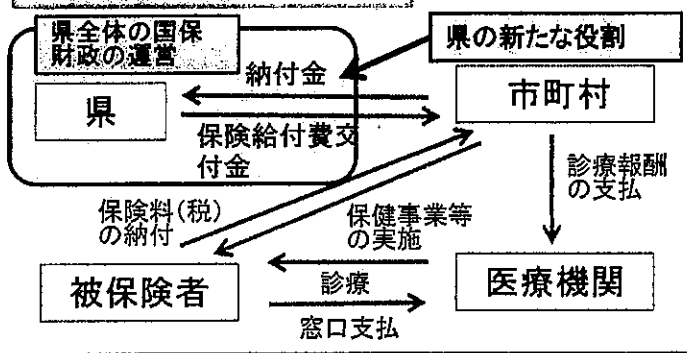 県全体の国保
財政の運営
県の新たな役割
納付金
県
市町村
保険給付費交
付金
診療報酬
の支払
保険料(税)
の納付
保健事業等
の実施
被保険者
診療
医療機関
窓口支払